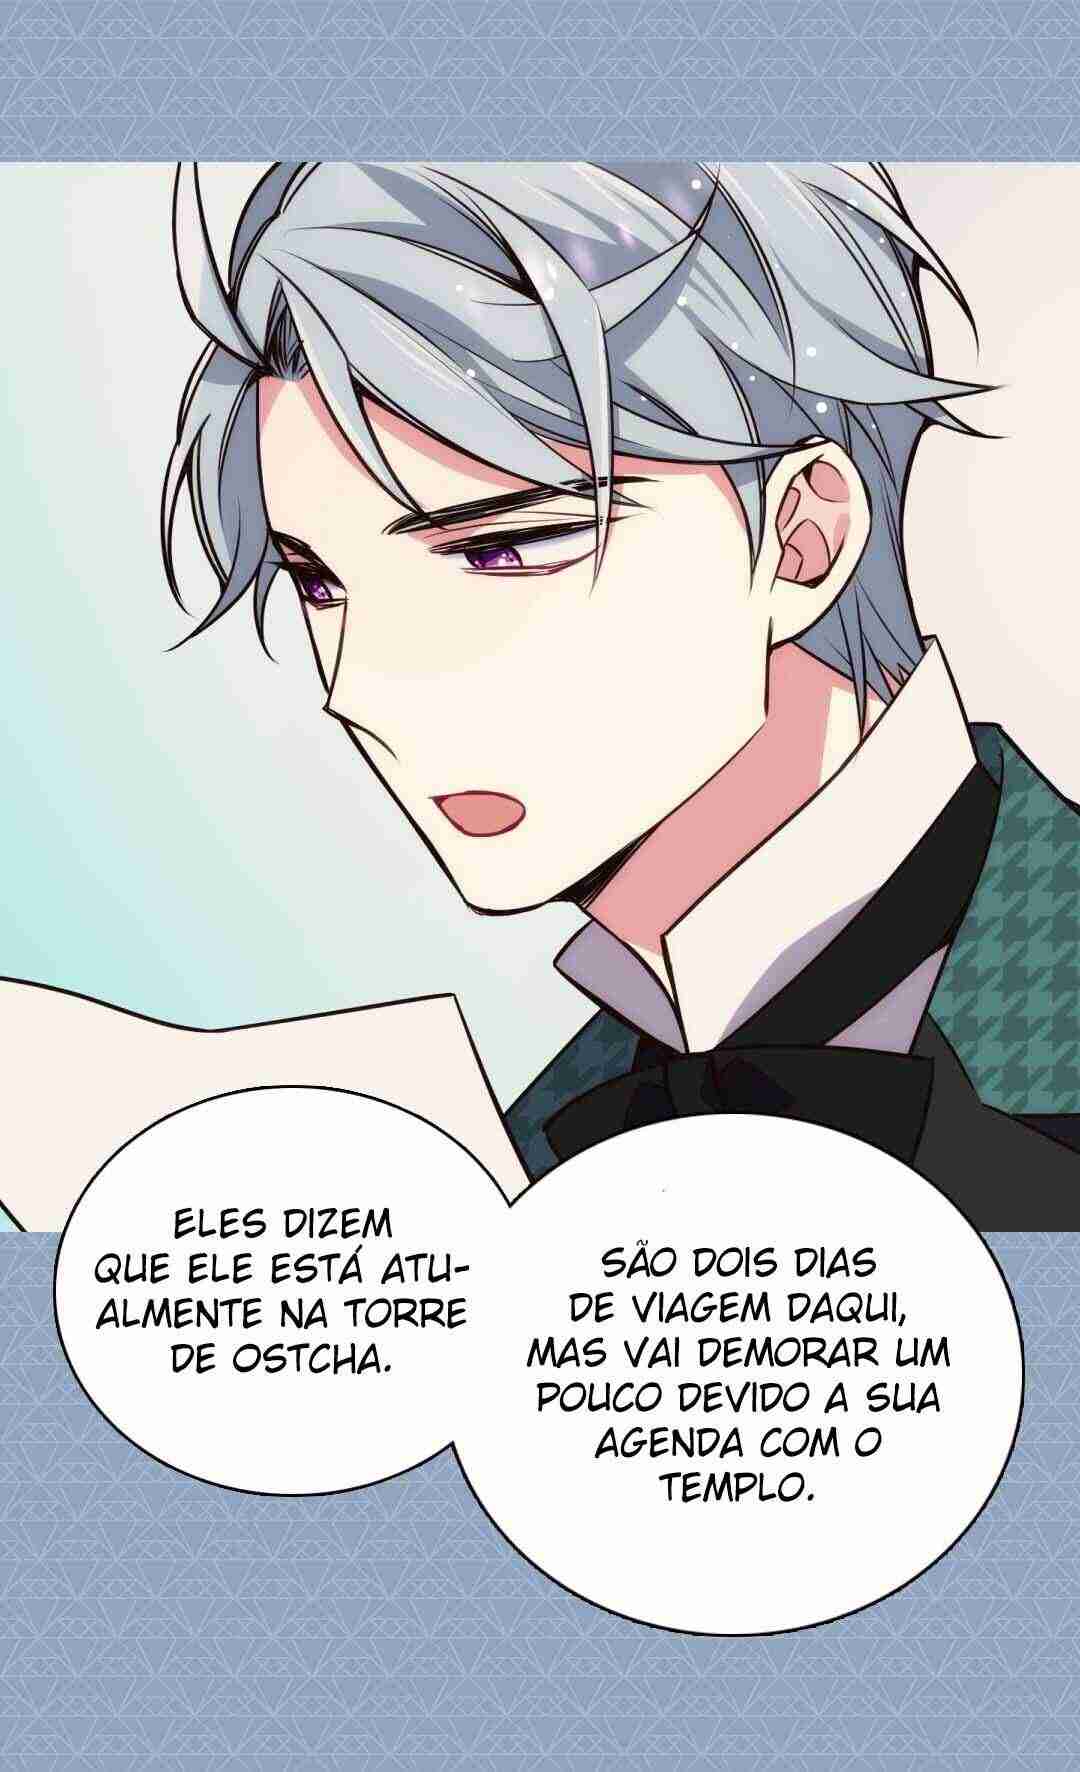 ELES DIZEM
QUE ELE ESTÁ ATU-
ALMENTE NA TORRE
DE OSTCHA.
SÃO DOIS DIAS
DE VIAGEM DAQUI,
MAS VAI DEMORAR UM
POUCO DEVIDO A SUA
AGENDA COM O
TEMPLO.